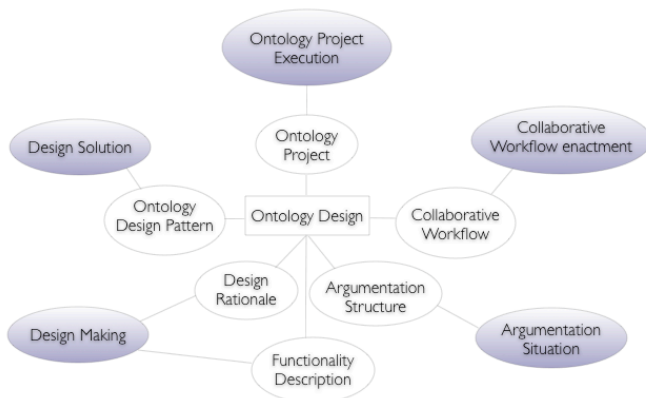 Ontology Project
Execution
Ontology
Project
Design Solution
Collaborative
Workflow enactment
Ontology
Design Pattern
Ontology Design
Collaborative
Workflow
Design
Rationale
Argumentation
Structure
Design Making
Functionality
Description
Argumentation
Situation